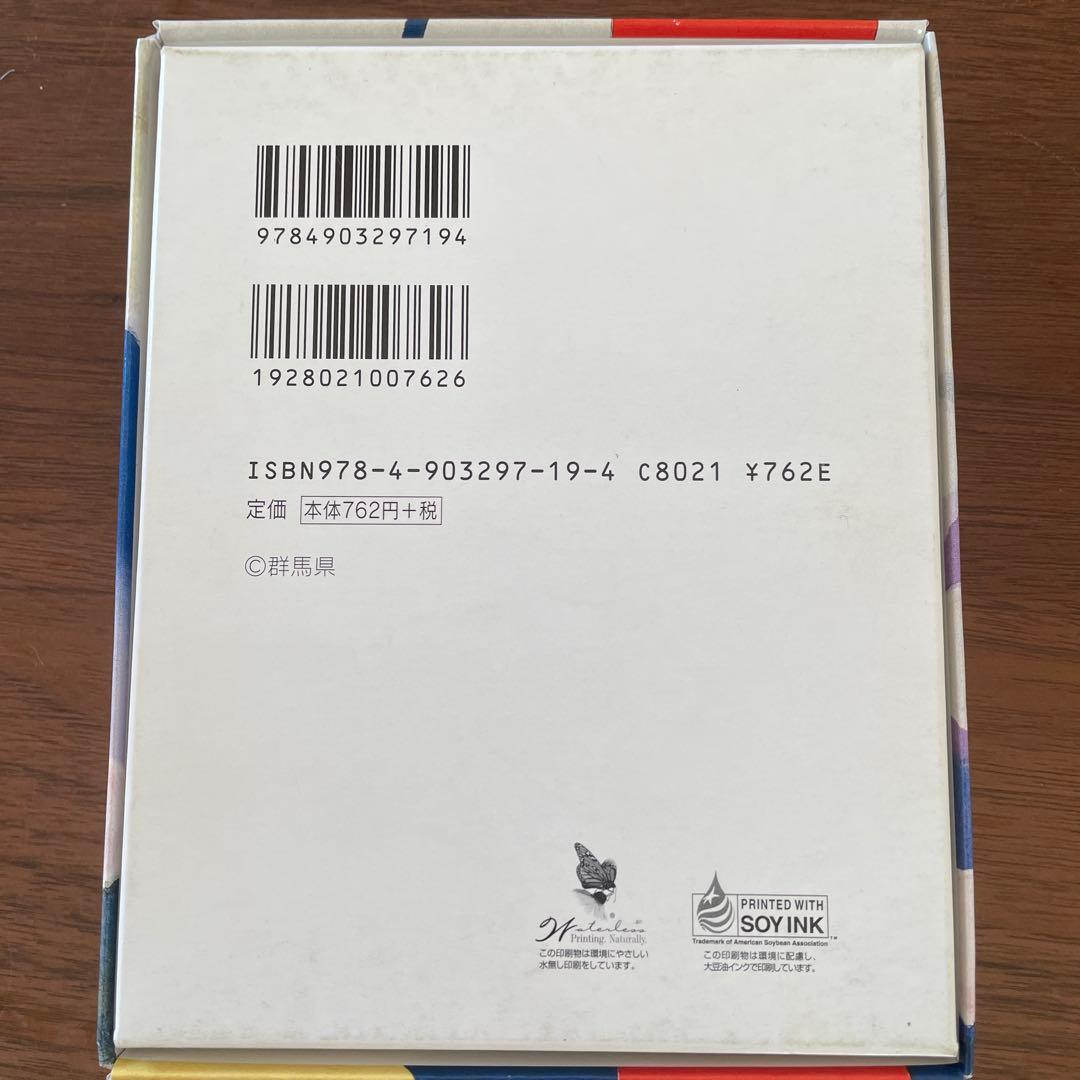 9784903297194
1928021007626
ISBN978-4-903297-19-4 C8021 ¥762E
定価 本体762円+税
©群馬県
Waterless
Printing. Naturally.
この印刷物は環境にやさしい
水無し印刷をしています。
PRINTED WITH
SOY INK
TM
Trademark of American Soybean Association
この印刷物は環境に配慮し、
大豆油インクで印刷しています。